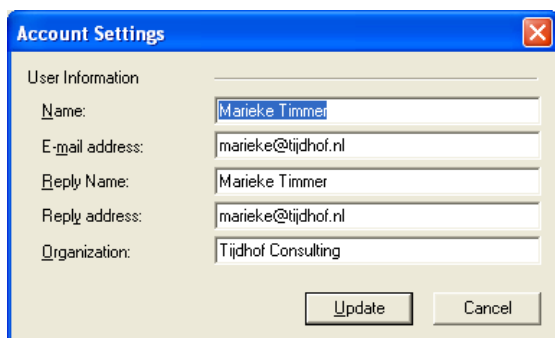 Account Settings
User Information
Name: Marieke Timmer
E-mail address: marieke@tijdhof.nl
Reply Name: Marieke Timmer
Reply address: marieke@tijdhof.nl
Organization: Tijdhof Consulting
Update Cancel